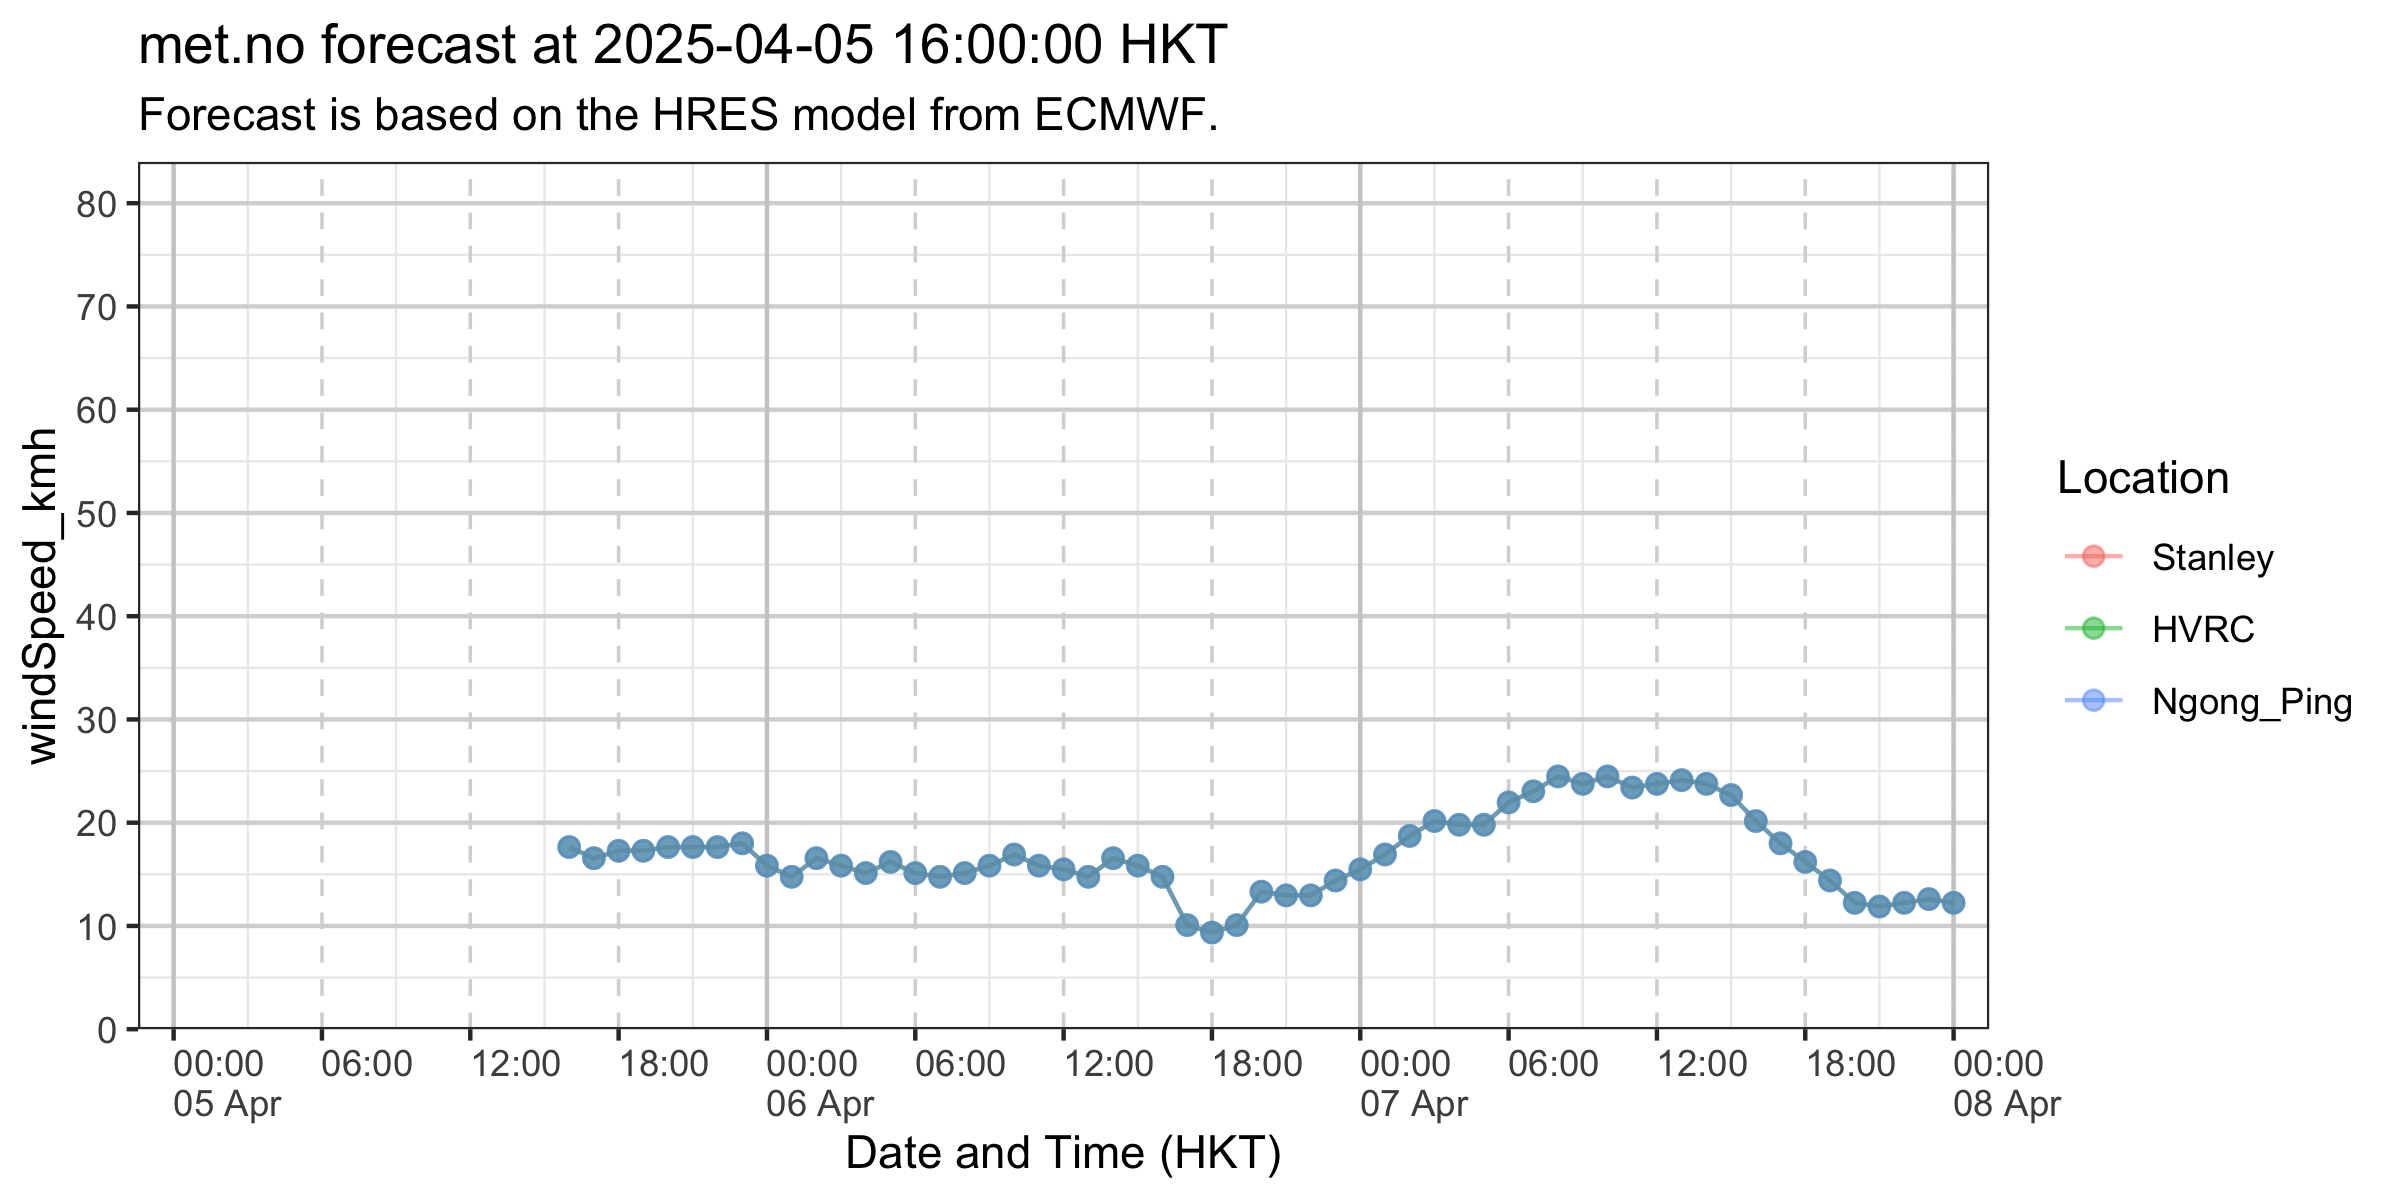 met.no forecast at 2025-04-05 16:00:00 HKT
Forecast is based on the HRES model from ECMWF.
windSpeed_kmh
80
70
60
50
40
30
20
10
0
00:00 06:00 12:00 18:00 00:00 06:00 12:00 18:00 00:00 06:00 12:00 18:00 00:00
05 Apr 06 Apr 07 Apr 08 Apr
Date and Time (HKT)
Location
Stanley
HVRC
Ngong_Ping